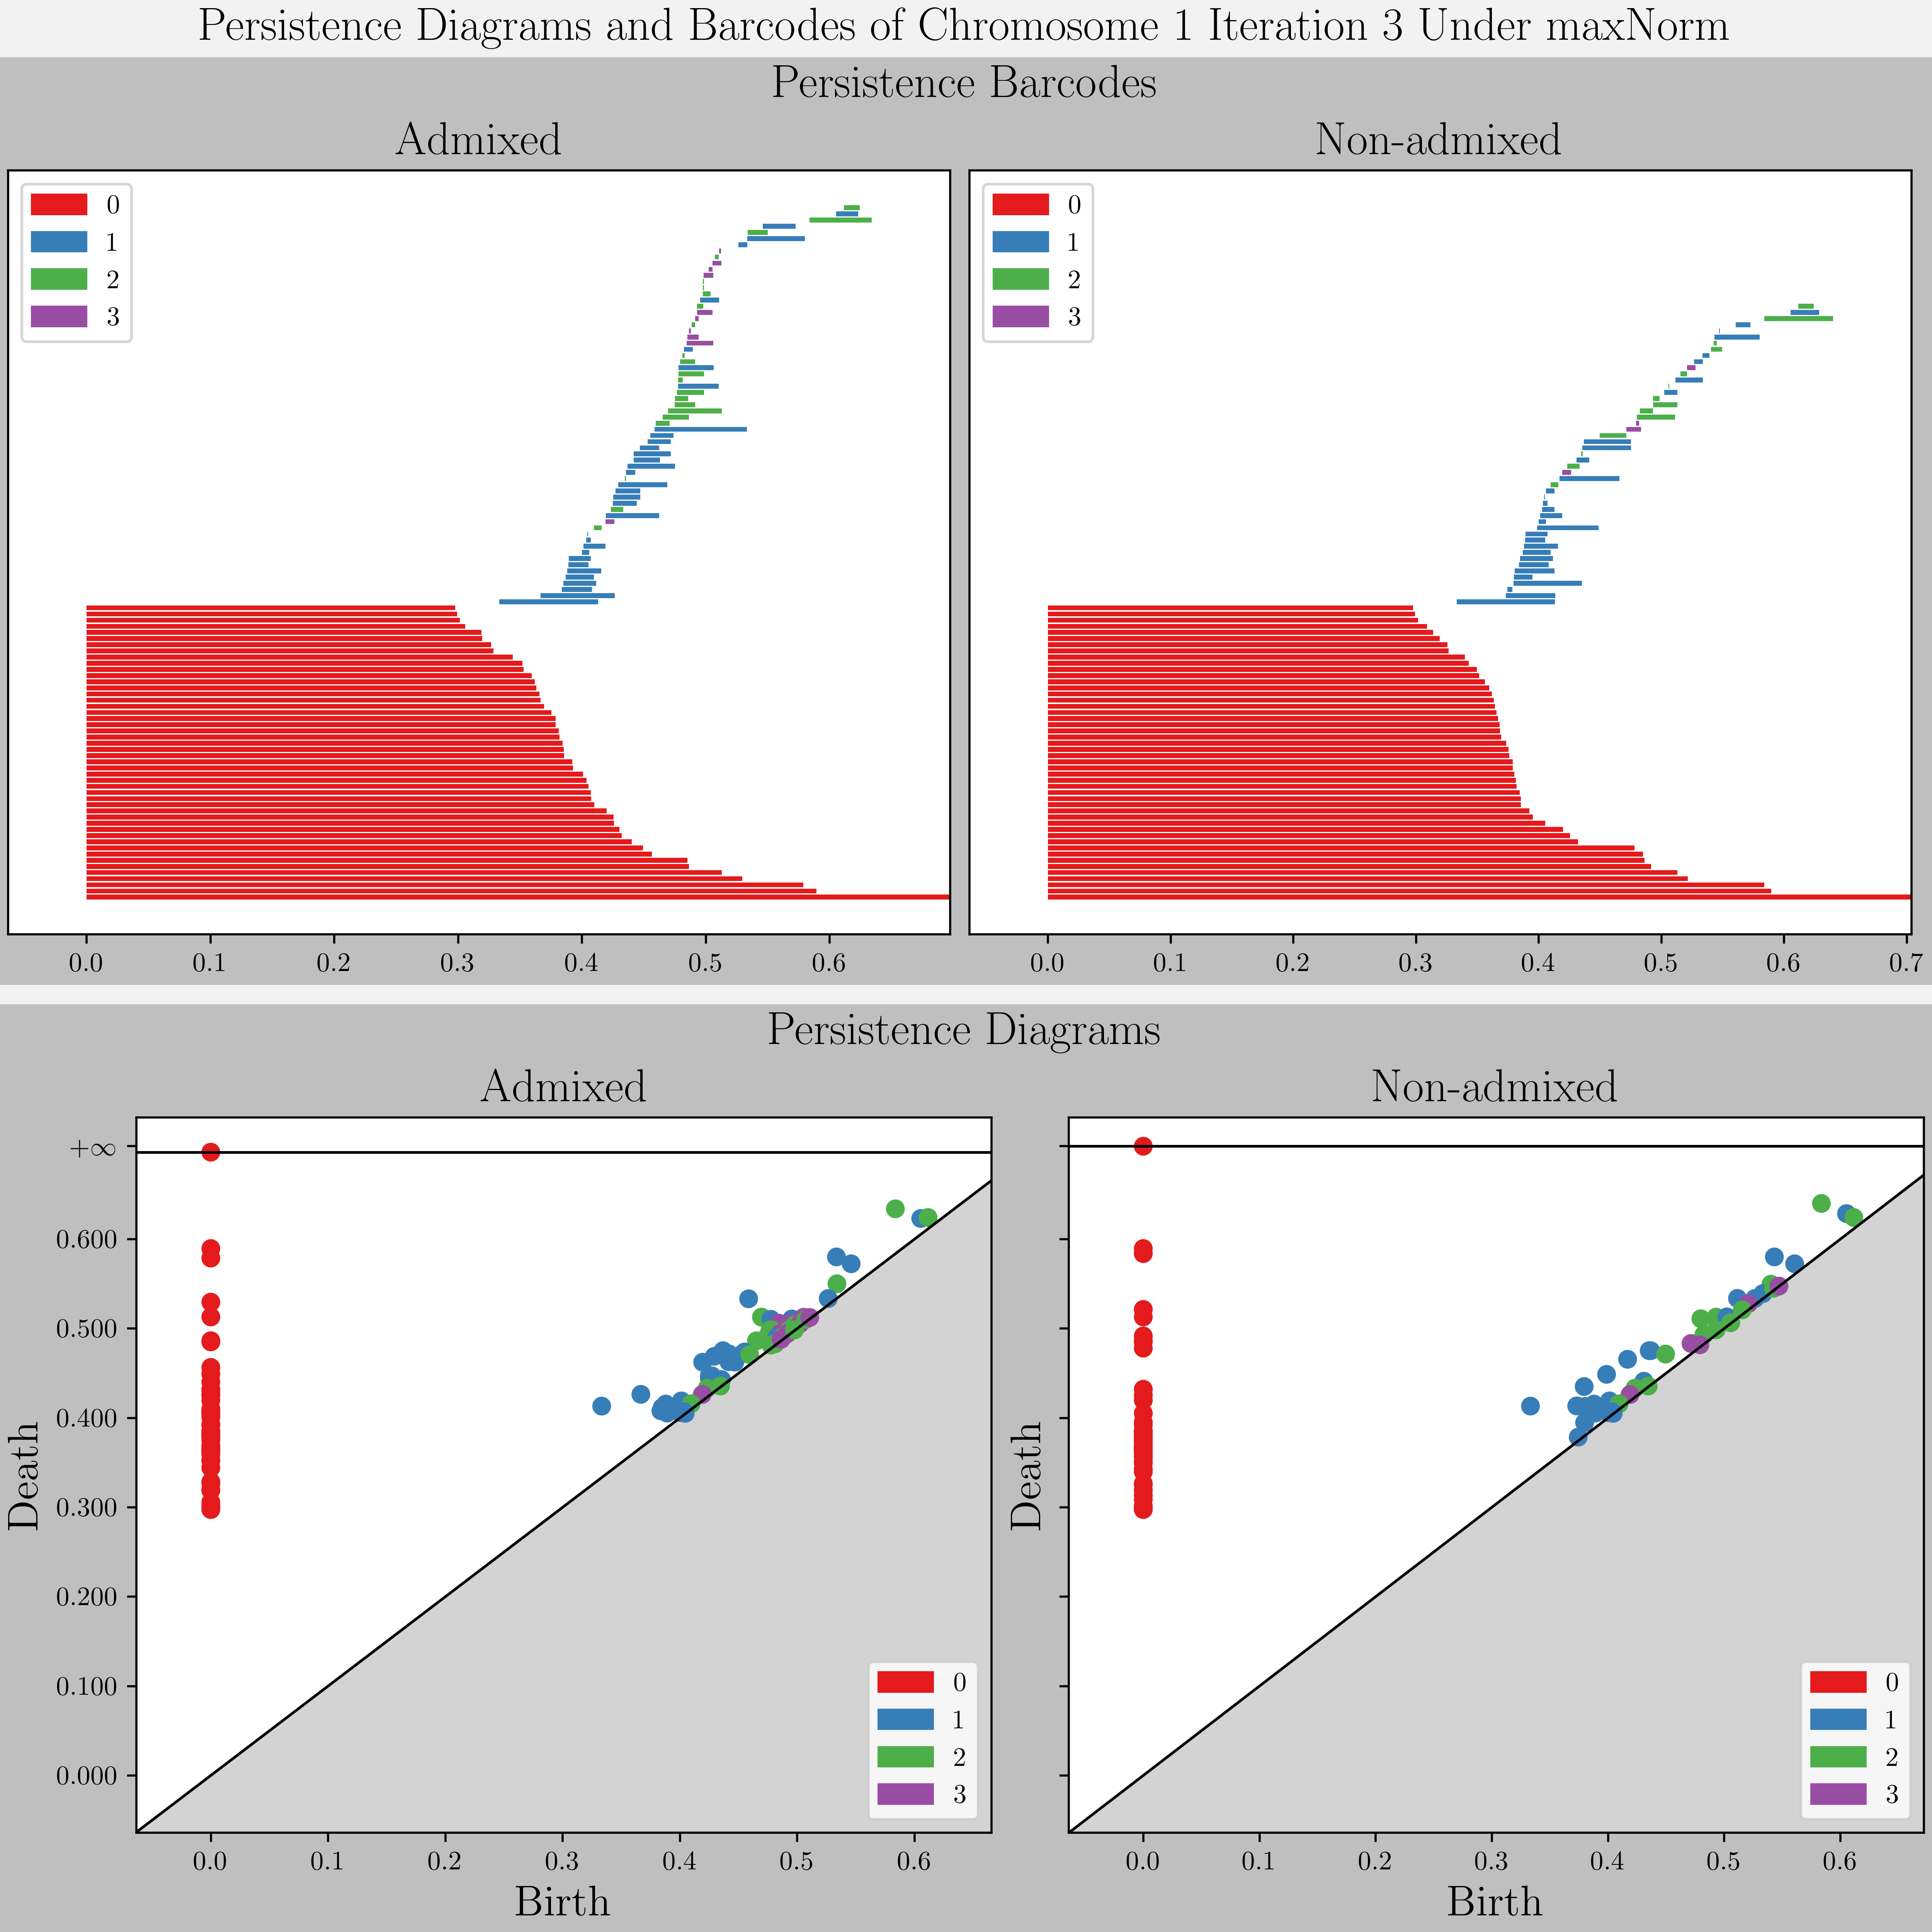 Persistence Diagrams and Barcodes of Chromosome 1 Iteration 3 Under maxNorm
Persistence Barcodes
Admixed
0
1
2
3
0.0 0.1 0.2 0.3 0.4 0.5 0.6
Non-admixed
0
1
2
3
0.0 0.1 0.2 0.3 0.4 0.5 0.6 0.7
Persistence Diagrams
Admixed
+∞
0.600
0.500
0.400
0.300
0.200
0.100
0.000
Death
0
1
2
3
0.0 0.1 0.2 0.3 0.4 0.5 0.6
Birth
Non-admixed
Death
0
1
2
3
0.0 0.1 0.2 0.3 0.4 0.5 0.6
Birth